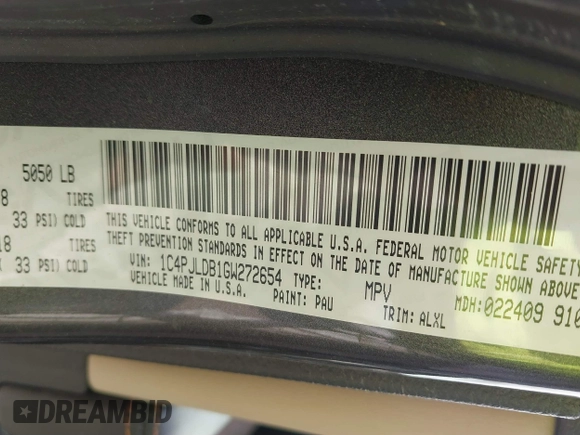 5050 LB
TIRES
33 PSI) COLD
18 TIRES
33 PSI) COLD
THIS VEHICLE CONFORMS TO ALL APPLICABLE U.S.A. FEDERAL MOTOR VEHICLE SAFETY
THEFT PREVENTION STANDARDS IN EFFECT ON THE DATE OF MANUFACTURE SHOWN ABOVE
VIN: 1C4PJLDB1GW272654 TYPE: MPV MDH:022409 910
VEHICLE MADE IN U.S.A. PAINT: PAU TRIM: ALXL
DREAMBID